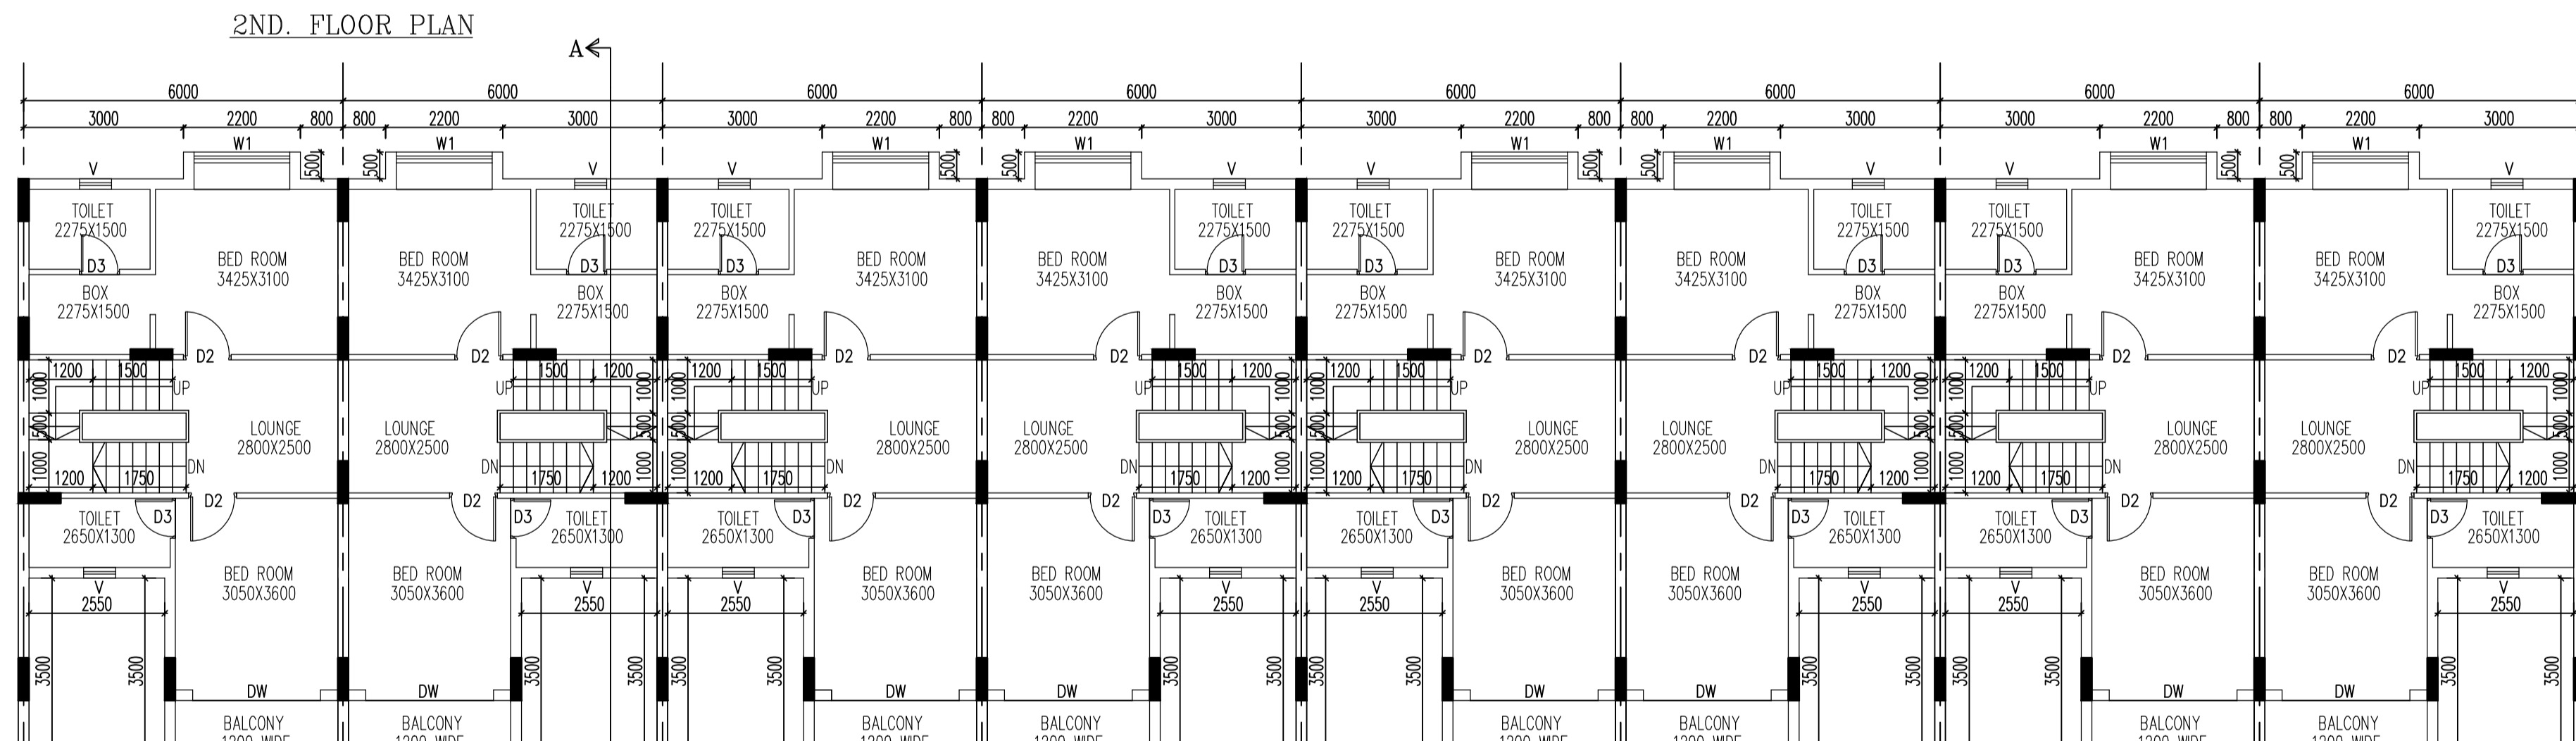 2ND. FLOOR PLAN
A
6000 6000 6000 6000 6000 6000 6000 6000
3000 2200 800 800 2200 3000 3000 2200 800 800 2200 3000 3000 2200 800 800 2200 3000 3000 2200 800 800 2200 3000
W1 W1 W1 W1 W1 W1 W1 W1
500 500 500 500 500 500 500 500
V V V V V V V V
TOILET TOILET TOILET TOILET TOILET TOILET TOILET TOILET
2275X1500 2275X1500 2275X1500 2275X1500 2275X1500 2275X1500 2275X1500 2275X1500
BED ROOM BED ROOM BED ROOM BED ROOM BED ROOM BED ROOM BED ROOM BED ROOM
3425X3100 3425X3100 3425X3100 3425X3100 3425X3100 3425X3100 3425X3100 3425X3100
D3 D3 D3 D3 D3 D3 D3 D3
BOX BOX BOX BOX BOX BOX BOX BOX
2275X1500 2275X1500 2275X1500 2275X1500 2275X1500 2275X1500 2275X1500 2275X1500
D2 D2 D2 D2 D2 D2 D2 D2
1200 1500 1500 1200 1200 1500 1500 1200 1200 1500 1500 1200 1200 1500 1500 1200
1000 1000 1000 1000 1000 1000 1000 1000
UP UP UP UP UP UP UP UP
500 500 500 500 500 500 500 500
LOUNGE LOUNGE LOUNGE LOUNGE LOUNGE LOUNGE LOUNGE LOUNGE
2800X2500 2800X2500 2800X2500 2800X2500 2800X2500 2800X2500 2800X2500 2800X2500
DN DN DN DN DN DN DN DN
1000 1000 1000 1000 1000 1000 1000 1000
1200 1750 1750 1200 1200 1750 1750 1200 1200 1750 1750 1200 1200 1750 1750 1200
D2 D2 D2 D2 D2 D2 D2 D2
D3 D3 D3 D3 D3 D3 D3 D3
TOILET TOILET TOILET TOILET TOILET TOILET TOILET TOILET
2650X1300 2650X1300 2650X1300 2650X1300 2650X1300 2650X1300 2650X1300 2650X1300
BED ROOM BED ROOM BED ROOM BED ROOM BED ROOM BED ROOM BED ROOM BED ROOM
3050X3600 3050X3600 3050X3600 3050X3600 3050X3600 3050X3600 3050X3600 3050X3600
V V V V V V V V
2550 2550 2550 2550 2550 2550 2550 2550
3500 3500 3500 3500 3500 3500 3500 3500 3500 3500 3500 3500 3500 3500 3500 3500
DW DW DW DW DW DW DW DW
BALCONY BALCONY BALCONY BALCONY BALCONY BALCONY BALCONY BALCONY